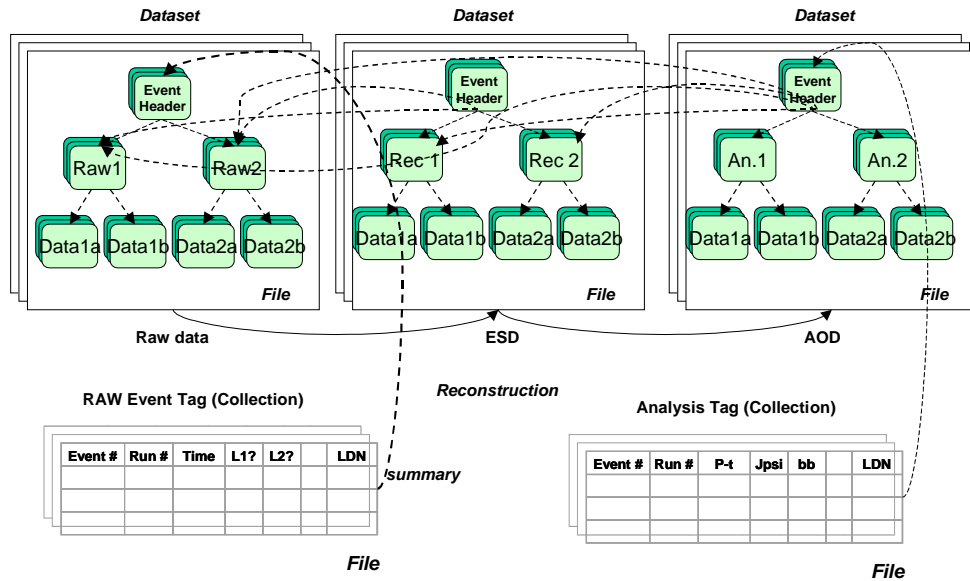 Dataset
Dataset
Dataset
Event
Header
Event
Header
Event
Header
Raw1
Raw2
Rec 1
Rec 2
An.1
An.2
Data1a
Data1b
Data2a
Data2b
Data1a
Data1b
Data2a
Data2b
Data1a
Data1b
Data2a
Data2b
File
File
File
Raw data
ESD
AOD
Reconstruction
RAW Event Tag (Collection)
Analysis Tag (Collection)
Event # Run # Time L1? L2? LDN
Event # Run # P-t Jpsi bb LDN
summary
File
File